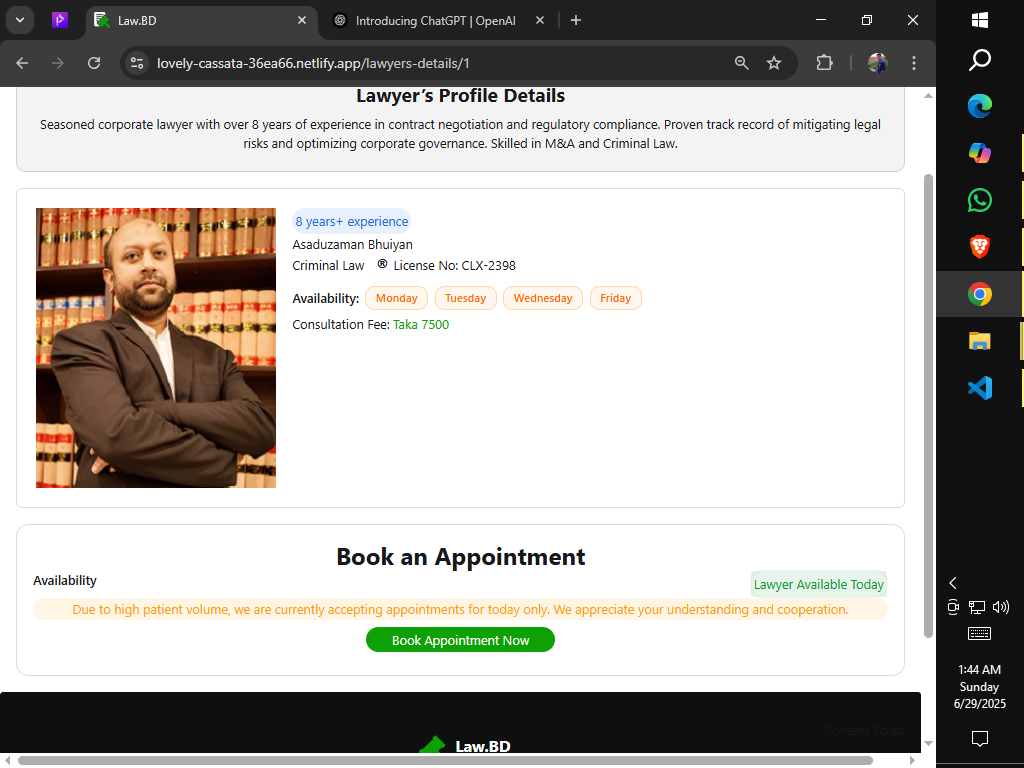 Law.BD
Introducing ChatGPT | OpenAI
lovely-cassata-36ea66.netlify.app/lawyers-details/1
Lawyer’s Profile Details
Seasoned corporate lawyer with over 8 years of experience in contract negotiation and regulatory compliance. Proven track record of mitigating legal
risks and optimizing corporate governance. Skilled in M&A and Criminal Law.
8 years+ experience
Asaduzaman Bhuiyan
Criminal Law ® License No: CLX-2398
Availability: Monday Tuesday Wednesday Friday
Consultation Fee: Taka 7500
Book an Appointment
Availability
Lawyer Available Today
Due to high patient volume, we are currently accepting appointments for today only. We appreciate your understanding and cooperation.
Book Appointment Now
Content Script
Law.BD
1:44 AM
Sunday
6/29/2025